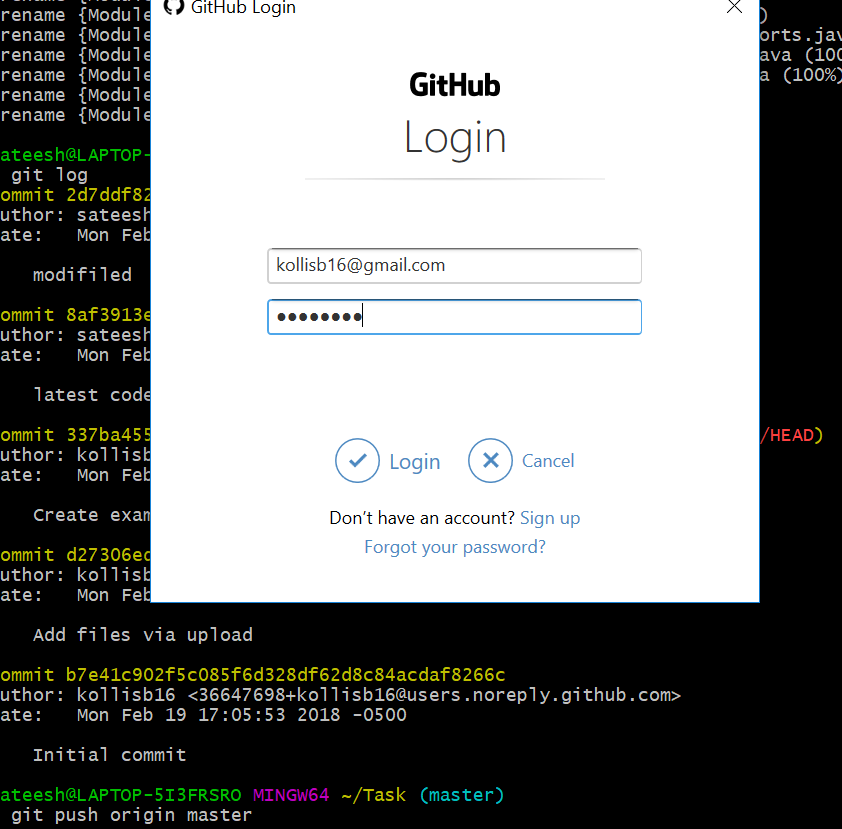 GitHub Login
rename {Module
rename {Module )
rename {Module orts.jav
rename {Module ava (100
rename {Module a (100%)
rename {Module
rename {Module
GitHub
Login
ateesh@LAPTOP-
git log
ommit 2d7ddf82
uthor: sateesh
ate: Mon Feb
kollisb16@gmail.com
modifiled
●●●●●●●●
ommit 8af3913e
uthor: sateesh
ate: Mon Feb
latest code
ommit 337ba455 /HEAD)
uthor: kollisb
ate: Mon Feb
Login Cancel
Create exam
Don't have an account? Sign up
Forgot your password?
ommit d27306ec
uthor: kollisb
ate: Mon Feb
Add files via upload
ommit b7e41c902f5c085f6d328df62d8c84acdaf8266c
uthor: kollisb16 <36647698+kollisb16@users.noreply.github.com>
ate: Mon Feb 19 17:05:53 2018 -0500
Initial commit
ateesh@LAPTOP-5I3FRSRO MINGW64 ~/Task (master)
git push origin master